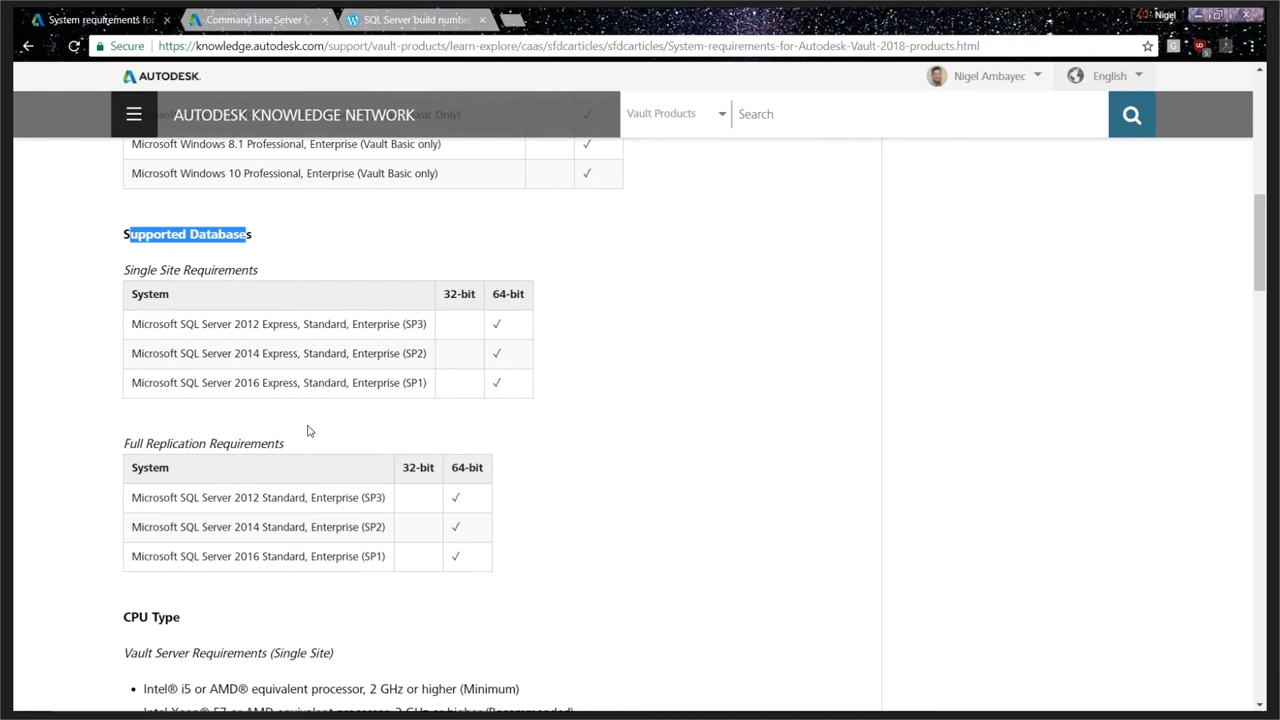 System requirements fo
Command Line Server C
SQL Server build numbe
Nigel
Secure
https://knowledge.autodesk.com/support/vault-products/learn-explore/caas/sfdcarticles/sfdcarticles/System-requirements-for-Autodesk-Vault-2018-products.html
AUTODESK.
Nigel Ambayec
English
AUTODESK KNOWLEDGE NETWORK
Vault Products
Search
Microsoft Windows 8.1 Professional, Enterprise (Vault Basic only) ✓
Microsoft Windows 10 Professional, Enterprise (Vault Basic only) ✓
Supported Databases
Single Site Requirements
System 32-bit 64-bit
Microsoft SQL Server 2012 Express, Standard, Enterprise (SP3) ✓
Microsoft SQL Server 2014 Express, Standard, Enterprise (SP2) ✓
Microsoft SQL Server 2016 Express, Standard, Enterprise (SP1) ✓
Full Replication Requirements
System 32-bit 64-bit
Microsoft SQL Server 2012 Standard, Enterprise (SP3) ✓
Microsoft SQL Server 2014 Standard, Enterprise (SP2) ✓
Microsoft SQL Server 2016 Standard, Enterprise (SP1) ✓
CPU Type
Vault Server Requirements (Single Site)
• Intel® i5 or AMD® equivalent processor, 2 GHz or higher (Minimum)